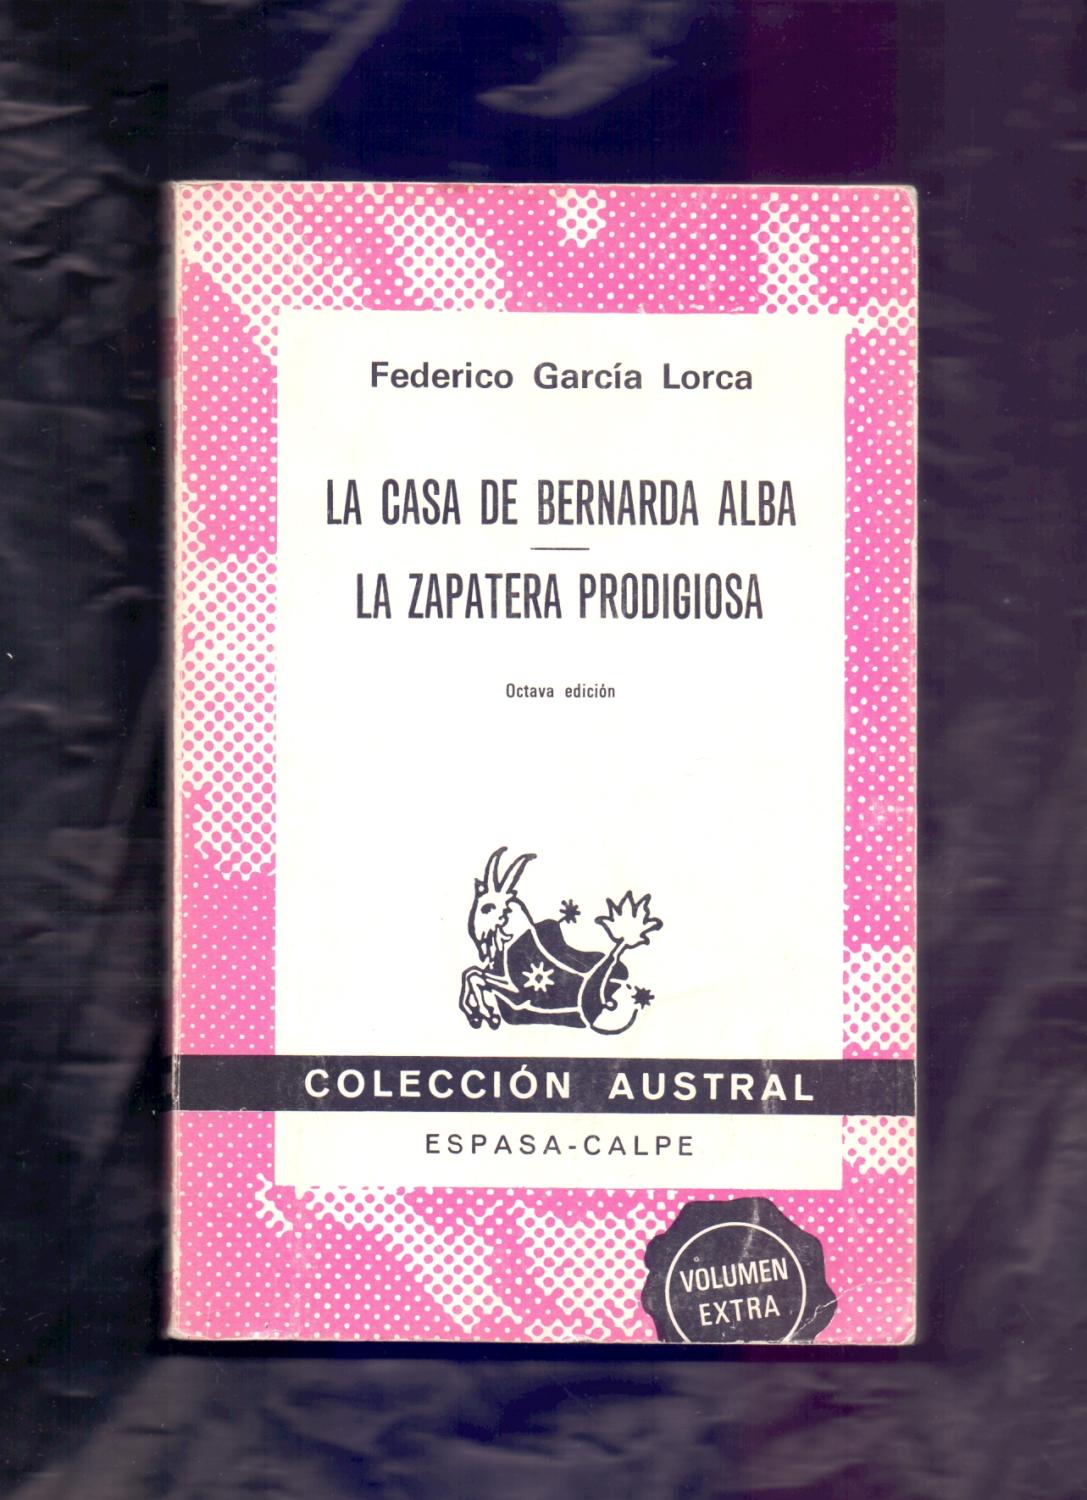 Federico García Lorca
LA CASA DE BERNARDA ALBA
LA ZAPATERA PRODIGIOSA
Octava edición
COLECCIÓN AUSTRAL
ESPASA-CALPE
VOLUMEN
EXTRA